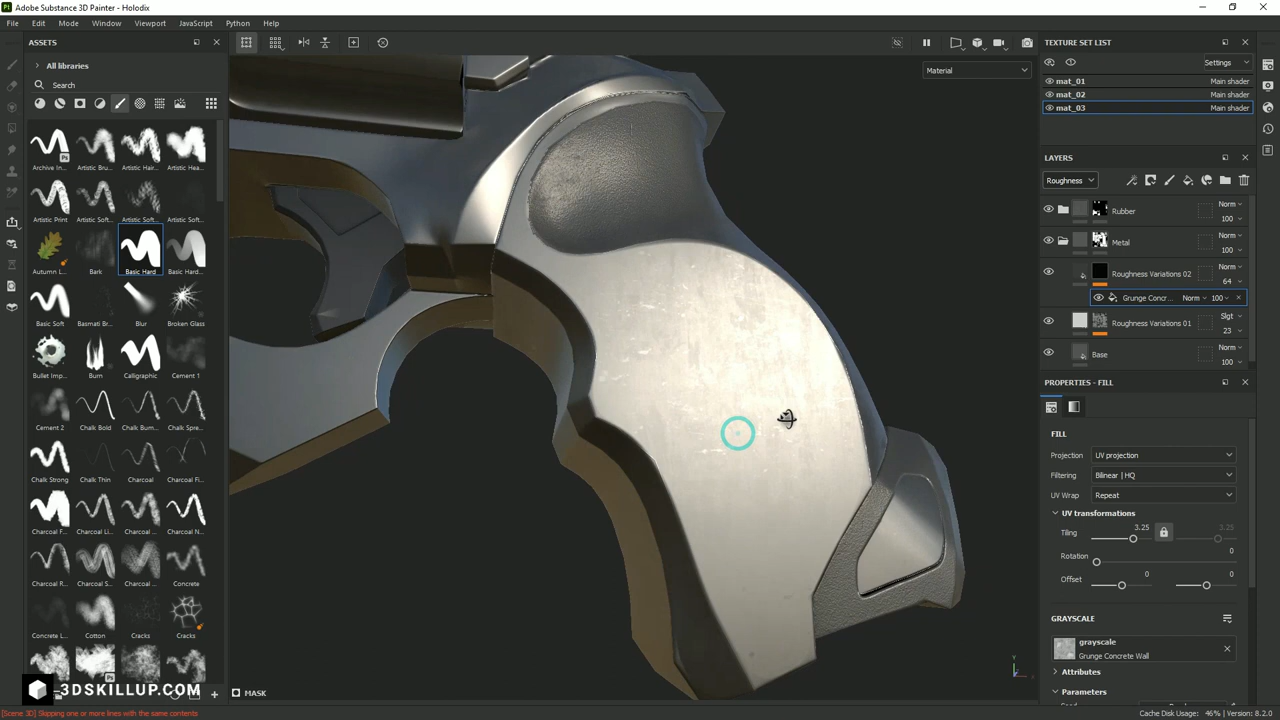 Pt Adobe Substance 3D Painter - Holodix
File Edit Mode Window Viewport JavaScript Python Help
ASSETS
All libraries
Search
Archive In... Artistic Bru... Artistic Hair... Artistic Hea...
Artistic Print Artistic Soft... Artistic Soft... Artistic Soft...
Autumn L... Bark Basic Hard Basic Hard...
Basic Soft Basmati Br... Blur Broken Glass
Bullet Imp... Burn Calligraphic Cement 1
Cement 2 Chalk Bold Chalk Bum... Chalk Spre...
Chalk Strong Chalk Thin Charcoal Charcoal Fi...
Charcoal F... Charcoal Li... Charcoal M... Charcoal N...
Charcoal R... Charcoal S... Charcoal ... Concrete
Concrete L... Cotton Cracks Cracks
-3DSKILLUP.COM
[Scene 3D] Skipping one or more lines with the same contents
Material
MASK
Y
TEXTURE SET LIST
Settings
mat_01 Main shader
mat_02 Main shader
mat_03 Main shader
LAYERS
Roughness
Rubber Norm 100
Metal Norm 100
Roughness Variations 02 Norm 64
Grunge Concr... Norm 100
Roughness Variations 01 Slgt 23
Base Norm 100
PROPERTIES - FILL
FILL
Projection UV projection
Filtering Bilinear | HQ
UV Wrap Repeat
UV transformations
Tiling 3.25 3.25
Rotation 0
Offset 0 0
GRAYSCALE
grayscale
Grunge Concrete Wall
Attributes
Parameters
Cache Disk Usage: 46% | Version: 8.2.0